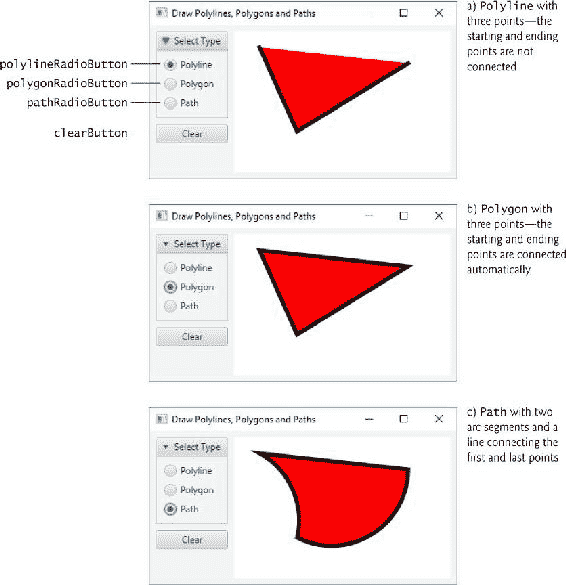 Draw Polylines, Polygons and Paths
Select Type
polylineRadioButton
Polyline
polygonRadioButton
Polygon
pathRadioButton
Path
clearButton
Clear
a) Polyline with
three points—the
starting and ending
points are not
connected
Draw Polylines, Polygons and Paths
Select Type
Polyline
Polygon
Path
Clear
b) Polygon with
three points—the
starting and ending
points are connected
automatically
Draw Polylines, Polygons and Paths
Select Type
Polyline
Polygon
Path
Clear
c) Path with two
arc segments and a
line connecting the
first and last points